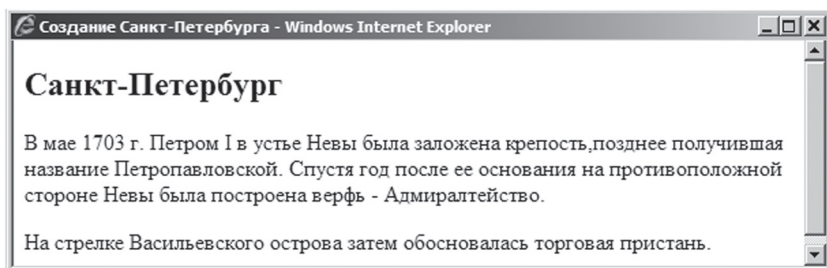 Создание Санкт-Петербурга - Windows Internet Explorer
Санкт-Петербург
В мае 1703 г. Петром I в устье Невы была заложена крепость,позднее получившая
название Петропавловской. Спустя год после ее основания на противоположной
стороне Невы была построена верфь - Адмиралтейство.
На стрелке Васильевского острова затем обосновалась торговая пристань.